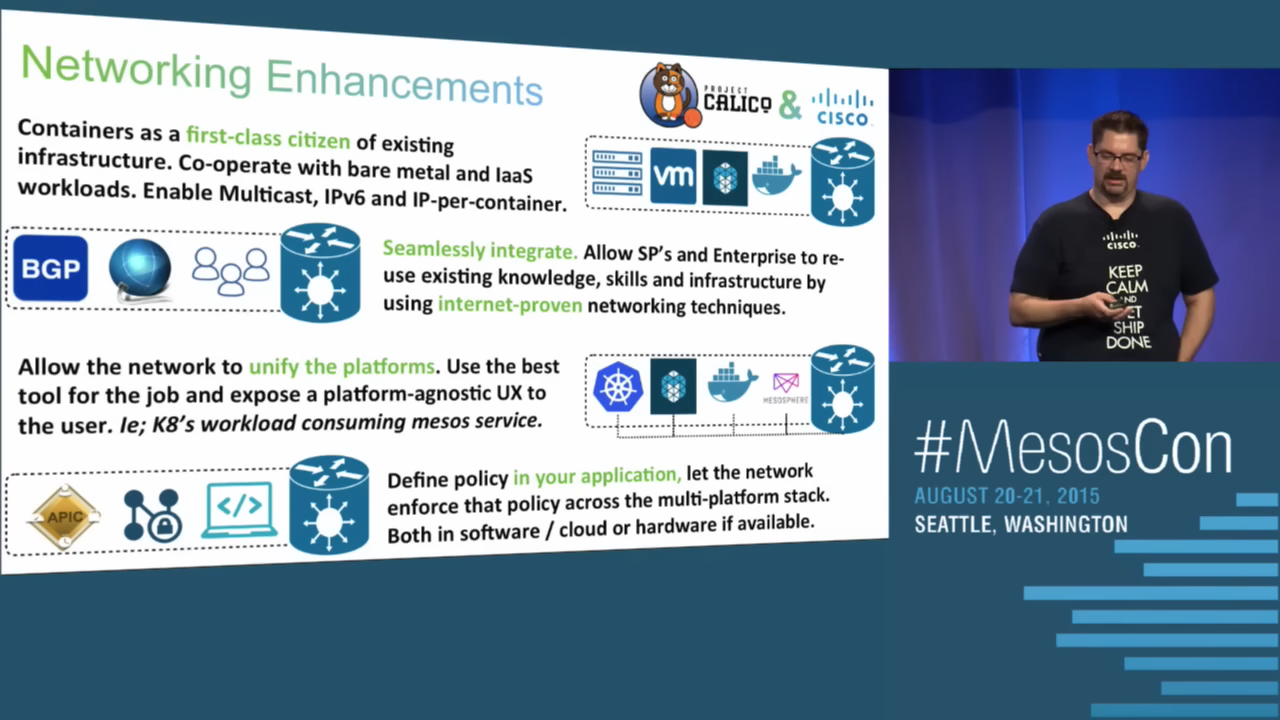 Networking Enhancements
PROJECT
CALICO
&
CISCO
Containers as a first-class citizen of existing
infrastructure. Co-operate with bare metal and IaaS
workloads. Enable Multicast, IPv6 and IP-per-container.
vm
BGP
Seamlessly integrate. Allow SP's and Enterprise to re-
use existing knowledge, skills and infrastructure by
using internet-proven networking techniques.
Allow the network to unify the platforms. Use the best
tool for the job and expose a platform-agnostic UX to
the user. Ie; K8's workload consuming mesos service.
MESOSPHERE
APIC
</>
Define policy in your application, let the network
enforce that policy across the multi-platform stack.
Both in software / cloud or hardware if available.
CISCO
KEEP
CALM
AND
SHIP
DONE
#MesosCon
AUGUST 20-21, 2015
SEATTLE, WASHINGTON